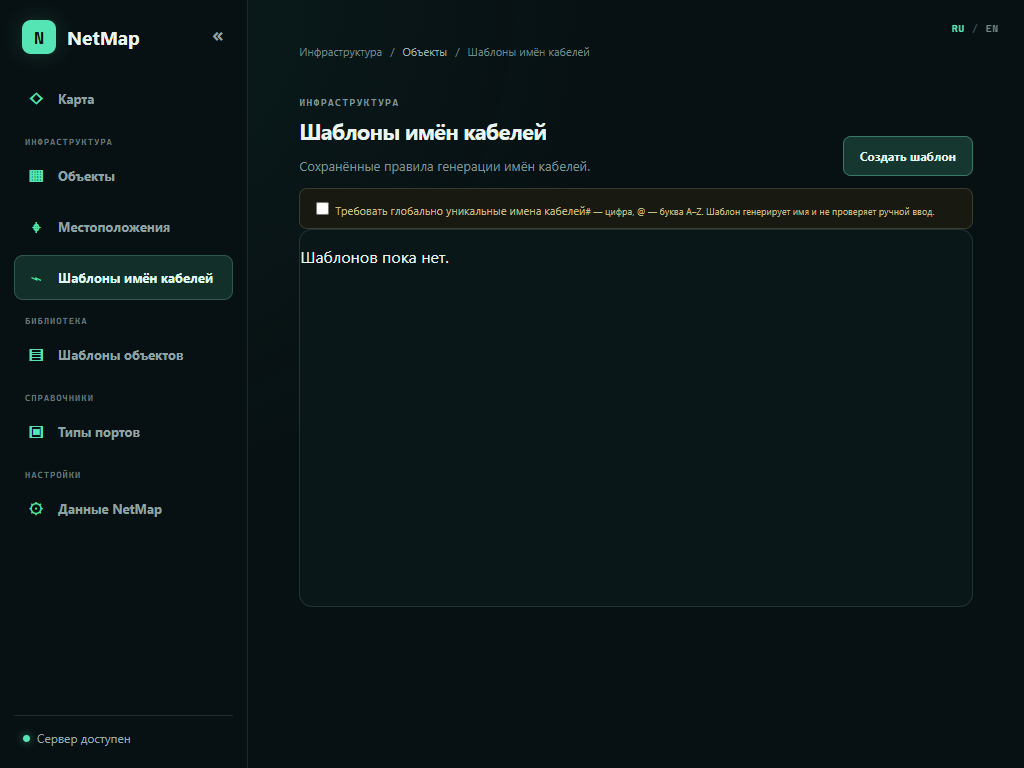 N NetMap «
Карта
ИНФРАСТРУКТУРА
Объекты
Местоположения
Шаблоны имён кабелей
БИБЛИОТЕКА
Шаблоны объектов
СПРАВОЧНИКИ
Типы портов
НАСТРОЙКИ
Данные NetMap
Сервер доступен
RU / EN
Инфраструктура / Объекты / Шаблоны имён кабелей
ИНФРАСТРУКТУРА
Шаблоны имён кабелей
Сохранённые правила генерации имён кабелей.
Создать шаблон
Требовать глобально уникальные имена кабелей# — цифра, @ — буква A–Z. Шаблон генерирует имя и не проверяет ручной ввод.
Шаблонов пока нет.